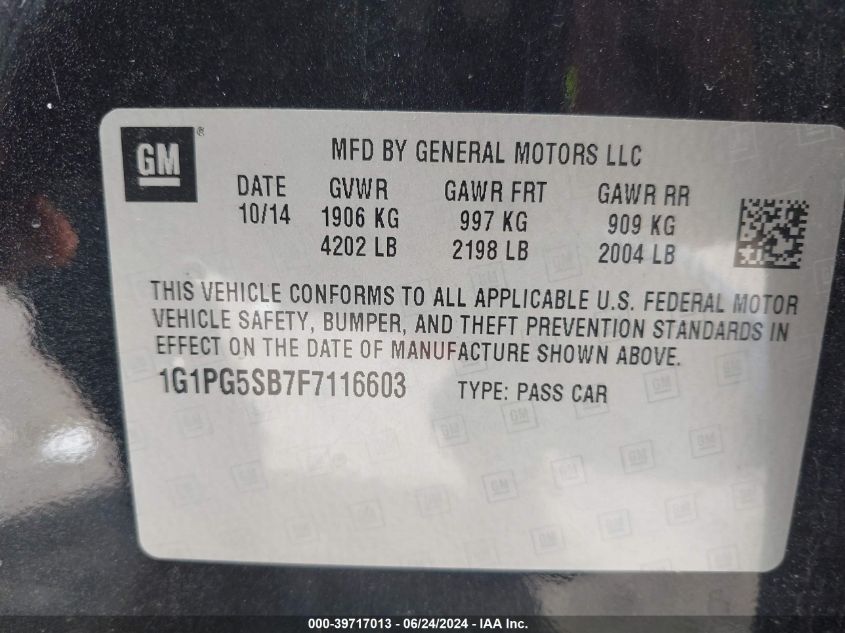 GM ®
MFD BY GENERAL MOTORS LLC
DATE GVWR GAWR FRT GAWR RR
10/14 1906 KG 997 KG 909 KG
4202 LB 2198 LB 2004 LB
THIS VEHICLE CONFORMS TO ALL APPLICABLE U.S. FEDERAL MOTOR
VEHICLE SAFETY, BUMPER, AND THEFT PREVENTION STANDARDS IN
EFFECT ON THE DATE OF MANUFACTURE SHOWN ABOVE.
1G1PG5SB7F7116603 TYPE: PASS CAR
000-39717013 - 06/24/2024 - IAA Inc.